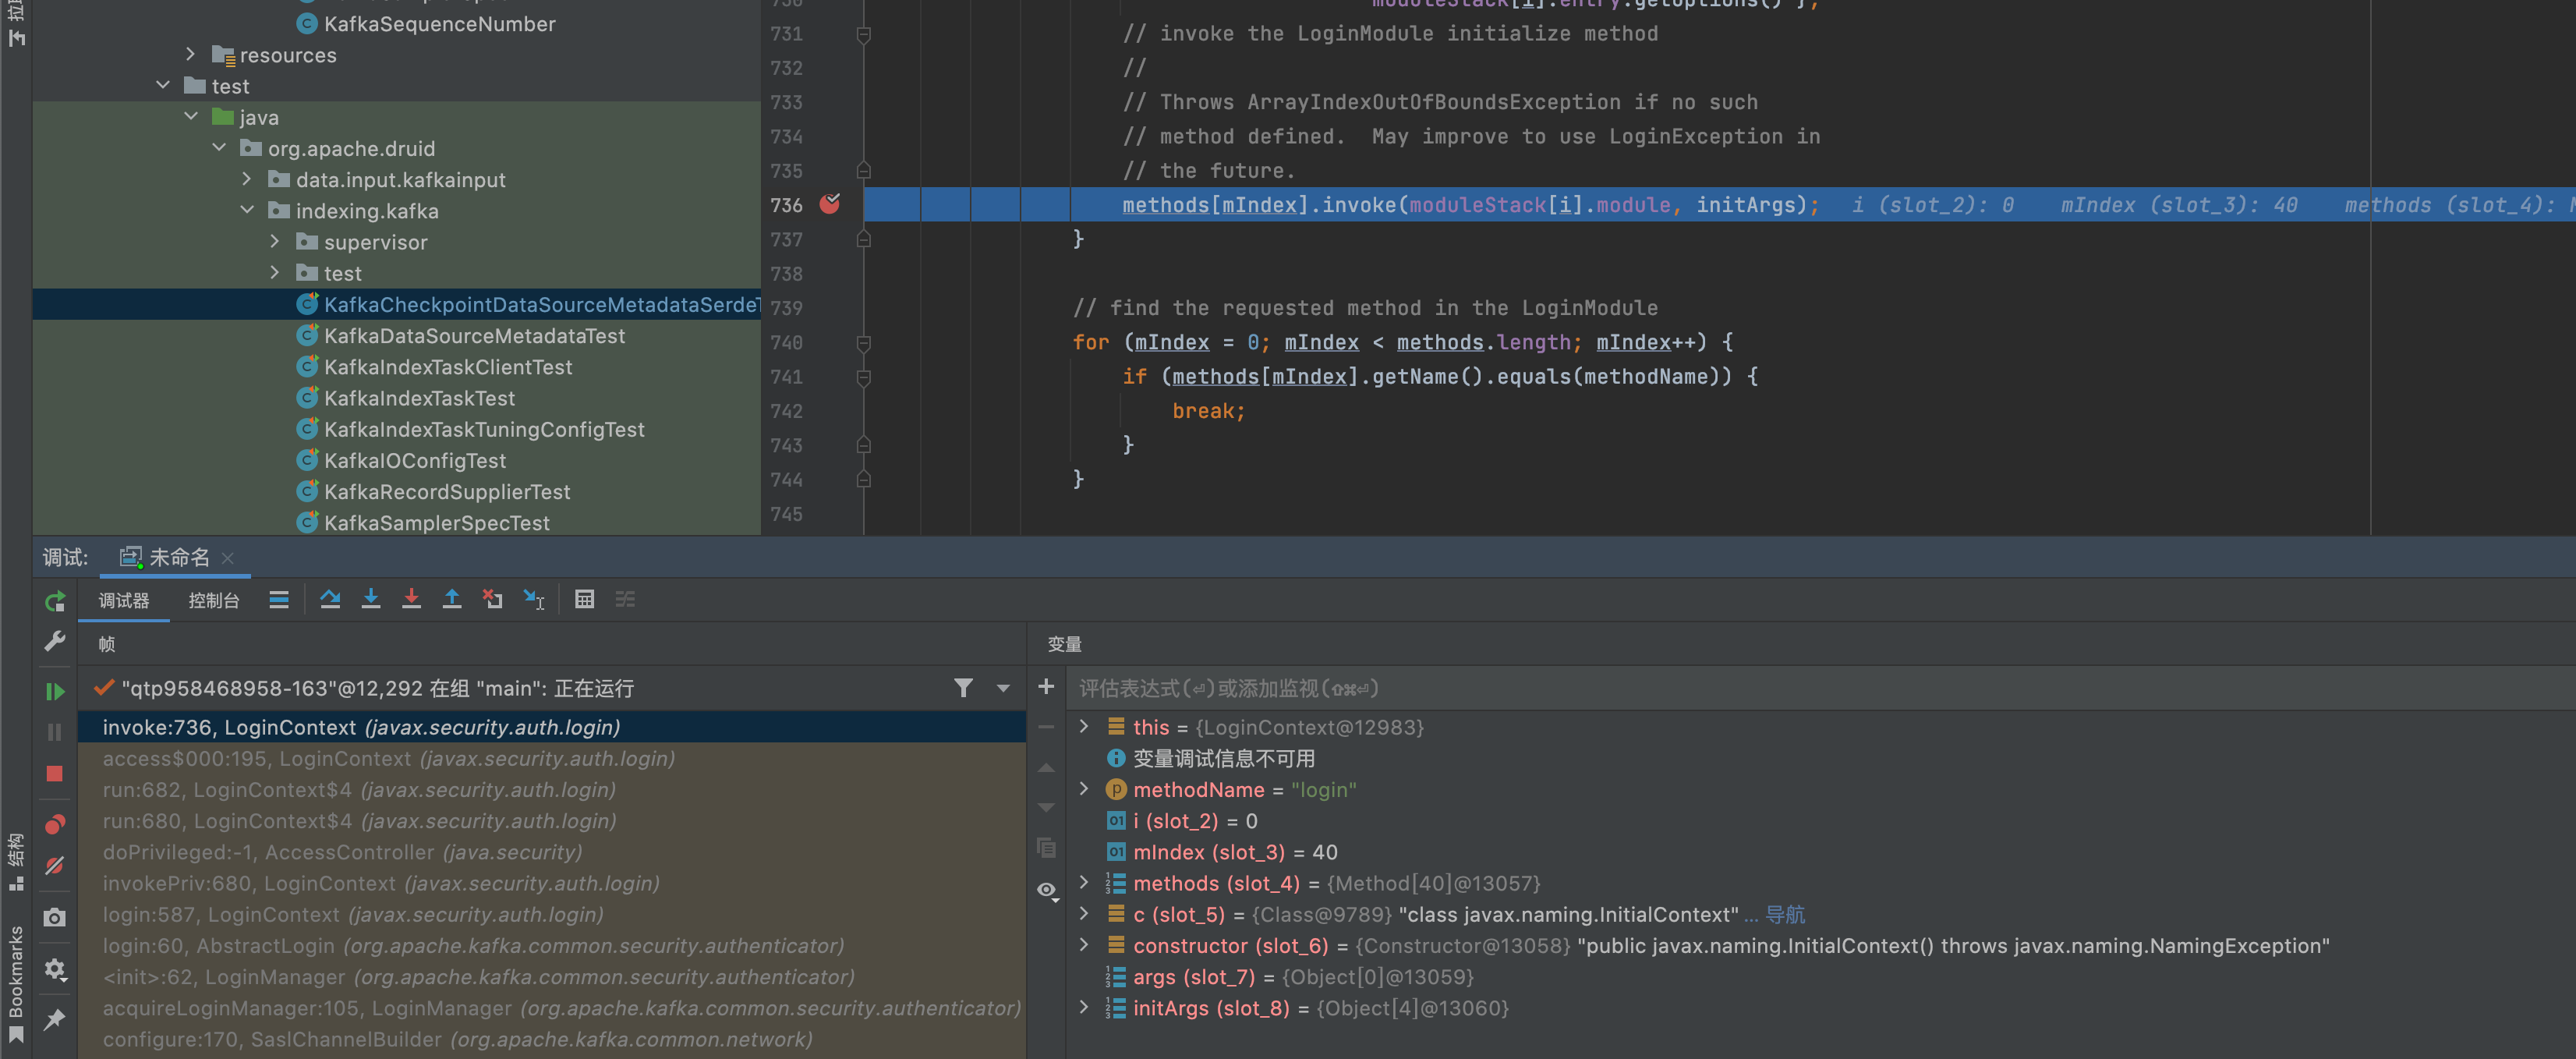 拉取
KafkaSequenceNumber
resources
test
java
org.apache.druid
data.input.kafkainput
indexing.kafka
supervisor
test
KafkaCheckpointDataSourceMetadataSerdeT
KafkaDataSourceMetadataTest
KafkaIndexTaskClientTest
KafkaIndexTaskTest
KafkaIndexTaskTuningConfigTest
KafkaIOConfigTest
KafkaRecordSupplierTest
KafkaSamplerSpecTest
730 moduleStack[i].entry.getOptions() };
731 // invoke the LoginModule initialize method
732 //
733 // Throws ArrayIndexOutOfBoundsException if no such
734 // method defined.  May improve to use LoginException in
735 // the future.
736 methods[mIndex].invoke(moduleStack[i].module, initArgs); i (slot_2): 0 mIndex (slot_3): 40 methods (slot_4): M
737 }
738
739 // find the requested method in the LoginModule
740 for (mIndex = 0; mIndex < methods.length; mIndex++) {
741 if (methods[mIndex].getName().equals(methodName)) {
742 break;
743 }
744 }
745
调试: 未命名
调试器 控制台
帧
"qtp958468958-163"@12,292 在组 "main": 正在运行
invoke:736, LoginContext (javax.security.auth.login)
access$000:195, LoginContext (javax.security.auth.login)
run:682, LoginContext$4 (javax.security.auth.login)
run:680, LoginContext$4 (javax.security.auth.login)
doPrivileged:-1, AccessController (java.security)
invokePriv:680, LoginContext (javax.security.auth.login)
login:587, LoginContext (javax.security.auth.login)
login:60, AbstractLogin (org.apache.kafka.common.security.authenticator)
<init>:62, LoginManager (org.apache.kafka.common.security.authenticator)
acquireLoginManager:105, LoginManager (org.apache.kafka.common.security.authenticator)
configure:170, SaslChannelBuilder (org.apache.kafka.common.network)
变量
评估表达式(⏎)或添加监视(⇧⌘⏎)
this = {LoginContext@12983}
变量调试信息不可用
methodName = "login"
i (slot_2) = 0
mIndex (slot_3) = 40
methods (slot_4) = {Method[40]@13057}
c (slot_5) = {Class@9789} "class javax.naming.InitialContext" ... 导航
constructor (slot_6) = {Constructor@13058} "public javax.naming.InitialContext() throws javax.naming.NamingException"
args (slot_7) = {Object[0]@13059}
initArgs (slot_8) = {Object[4]@13060}
结构
Bookmarks